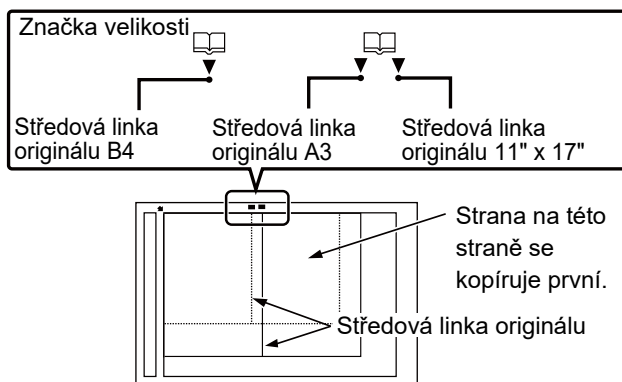 Značka velikosti
Středová linka
originálu B4
Středová linka
originálu A3
Středová linka
originálu 11" x 17"
Strana na této
straně se
kopíruje první.
Středová linka originálu